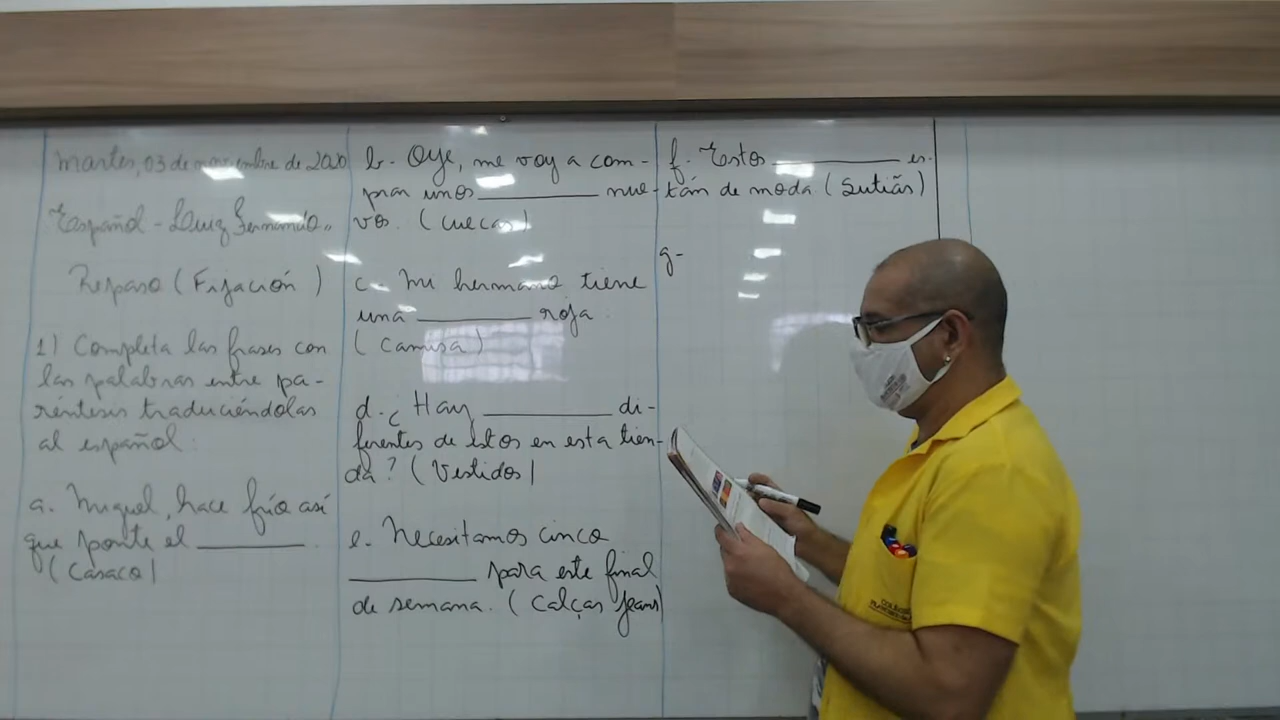 Martes, 03 de noviembre de 2020
Español - Luiz Fernando
Repaso (Fijación)
1) Completa las frases con
las palabras entre pa-
réntesis traduciéndolas
al español:
a. Miguel, hace frío así
que ponte el ________.
(Casaco)
b. Oye, me voy a com-
prar unos ________ nue-
vos. (cuecas)
c. Mi hermano tiene
una ________ roja.
(Camisa)
d. ¿Hay ________ di-
ferentes de estos en esta tien-
da? (Vestidos)
e. Necesitamos cinco
________ para este final
de semana. (Calças jeans)
f. Estos ________ es-
tán de moda (Sutiãs)
g-